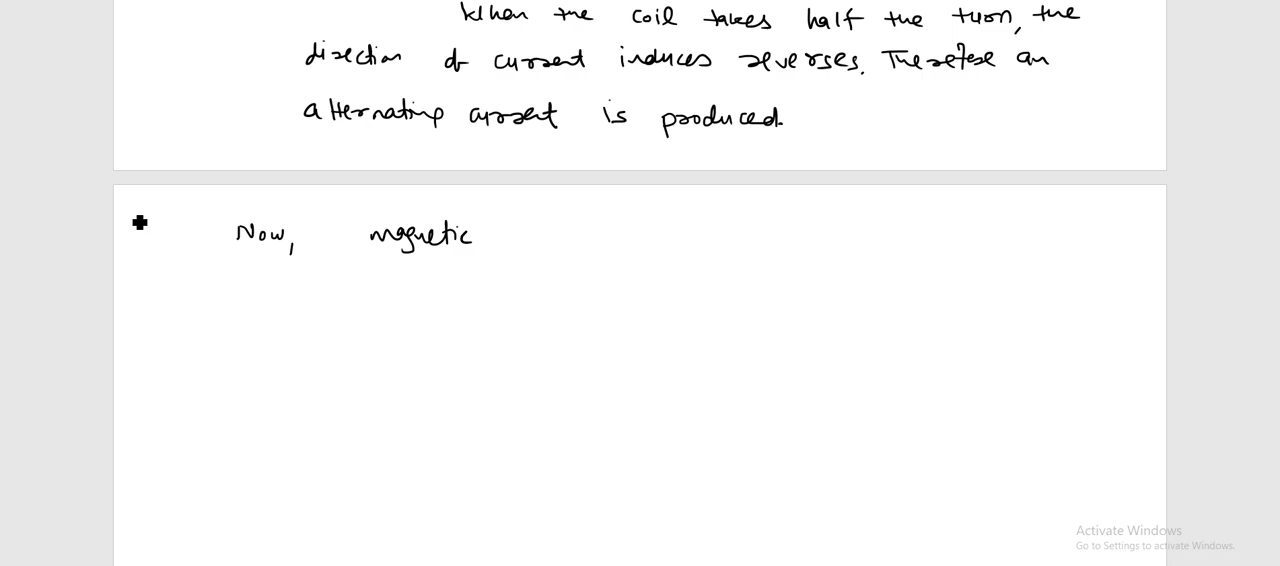 When the coil takes half the turn, the
direction of current induces reverses. Therefore an
alternating current is produced.
Now, magnetic
Activate Windows
Go to Settings to activate Windows.